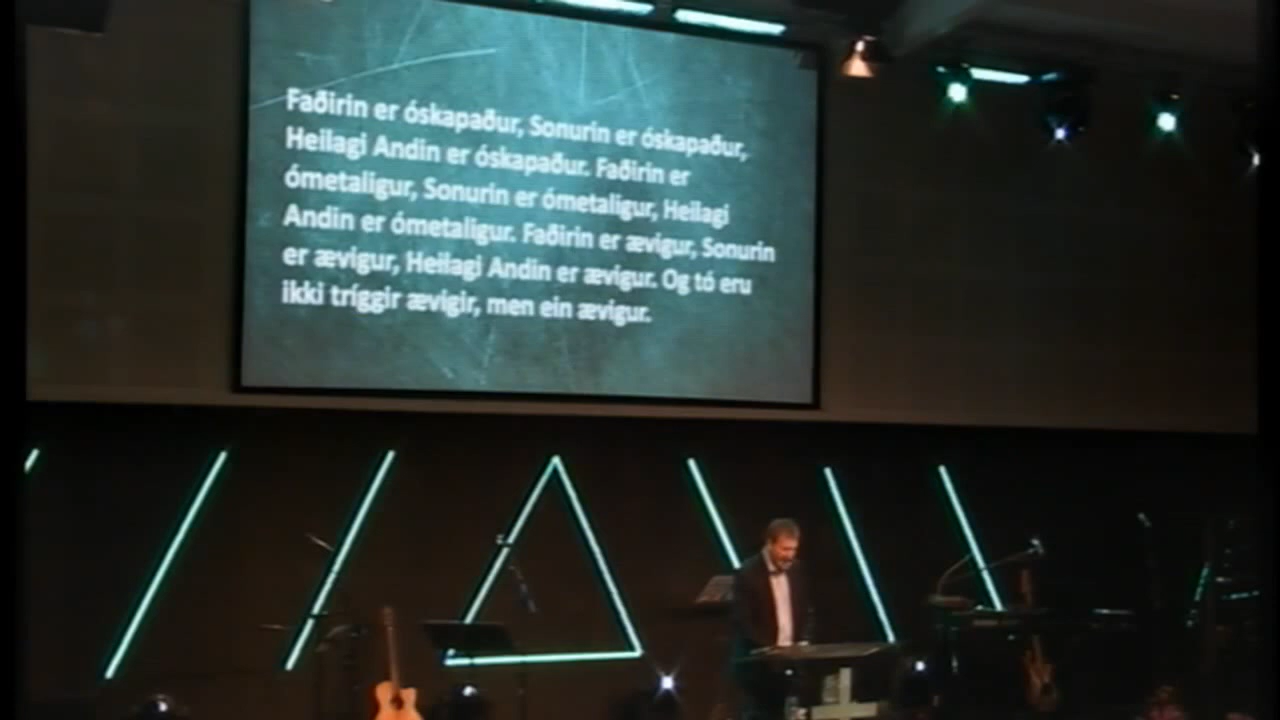 Faðirin er óskapaður, Sonurin er óskapaður,
Heilagi Andin er óskapaður. Faðirin er
ómetaligur, Sonurin er ómetaligur, Heilagi
Andin er ómetaligur. Faðirin er ævigur, Sonurin
er ævigur, Heilagi Andin er ævigur. Og tó eru
ikki tríggir ævigir, men ein ævigur.